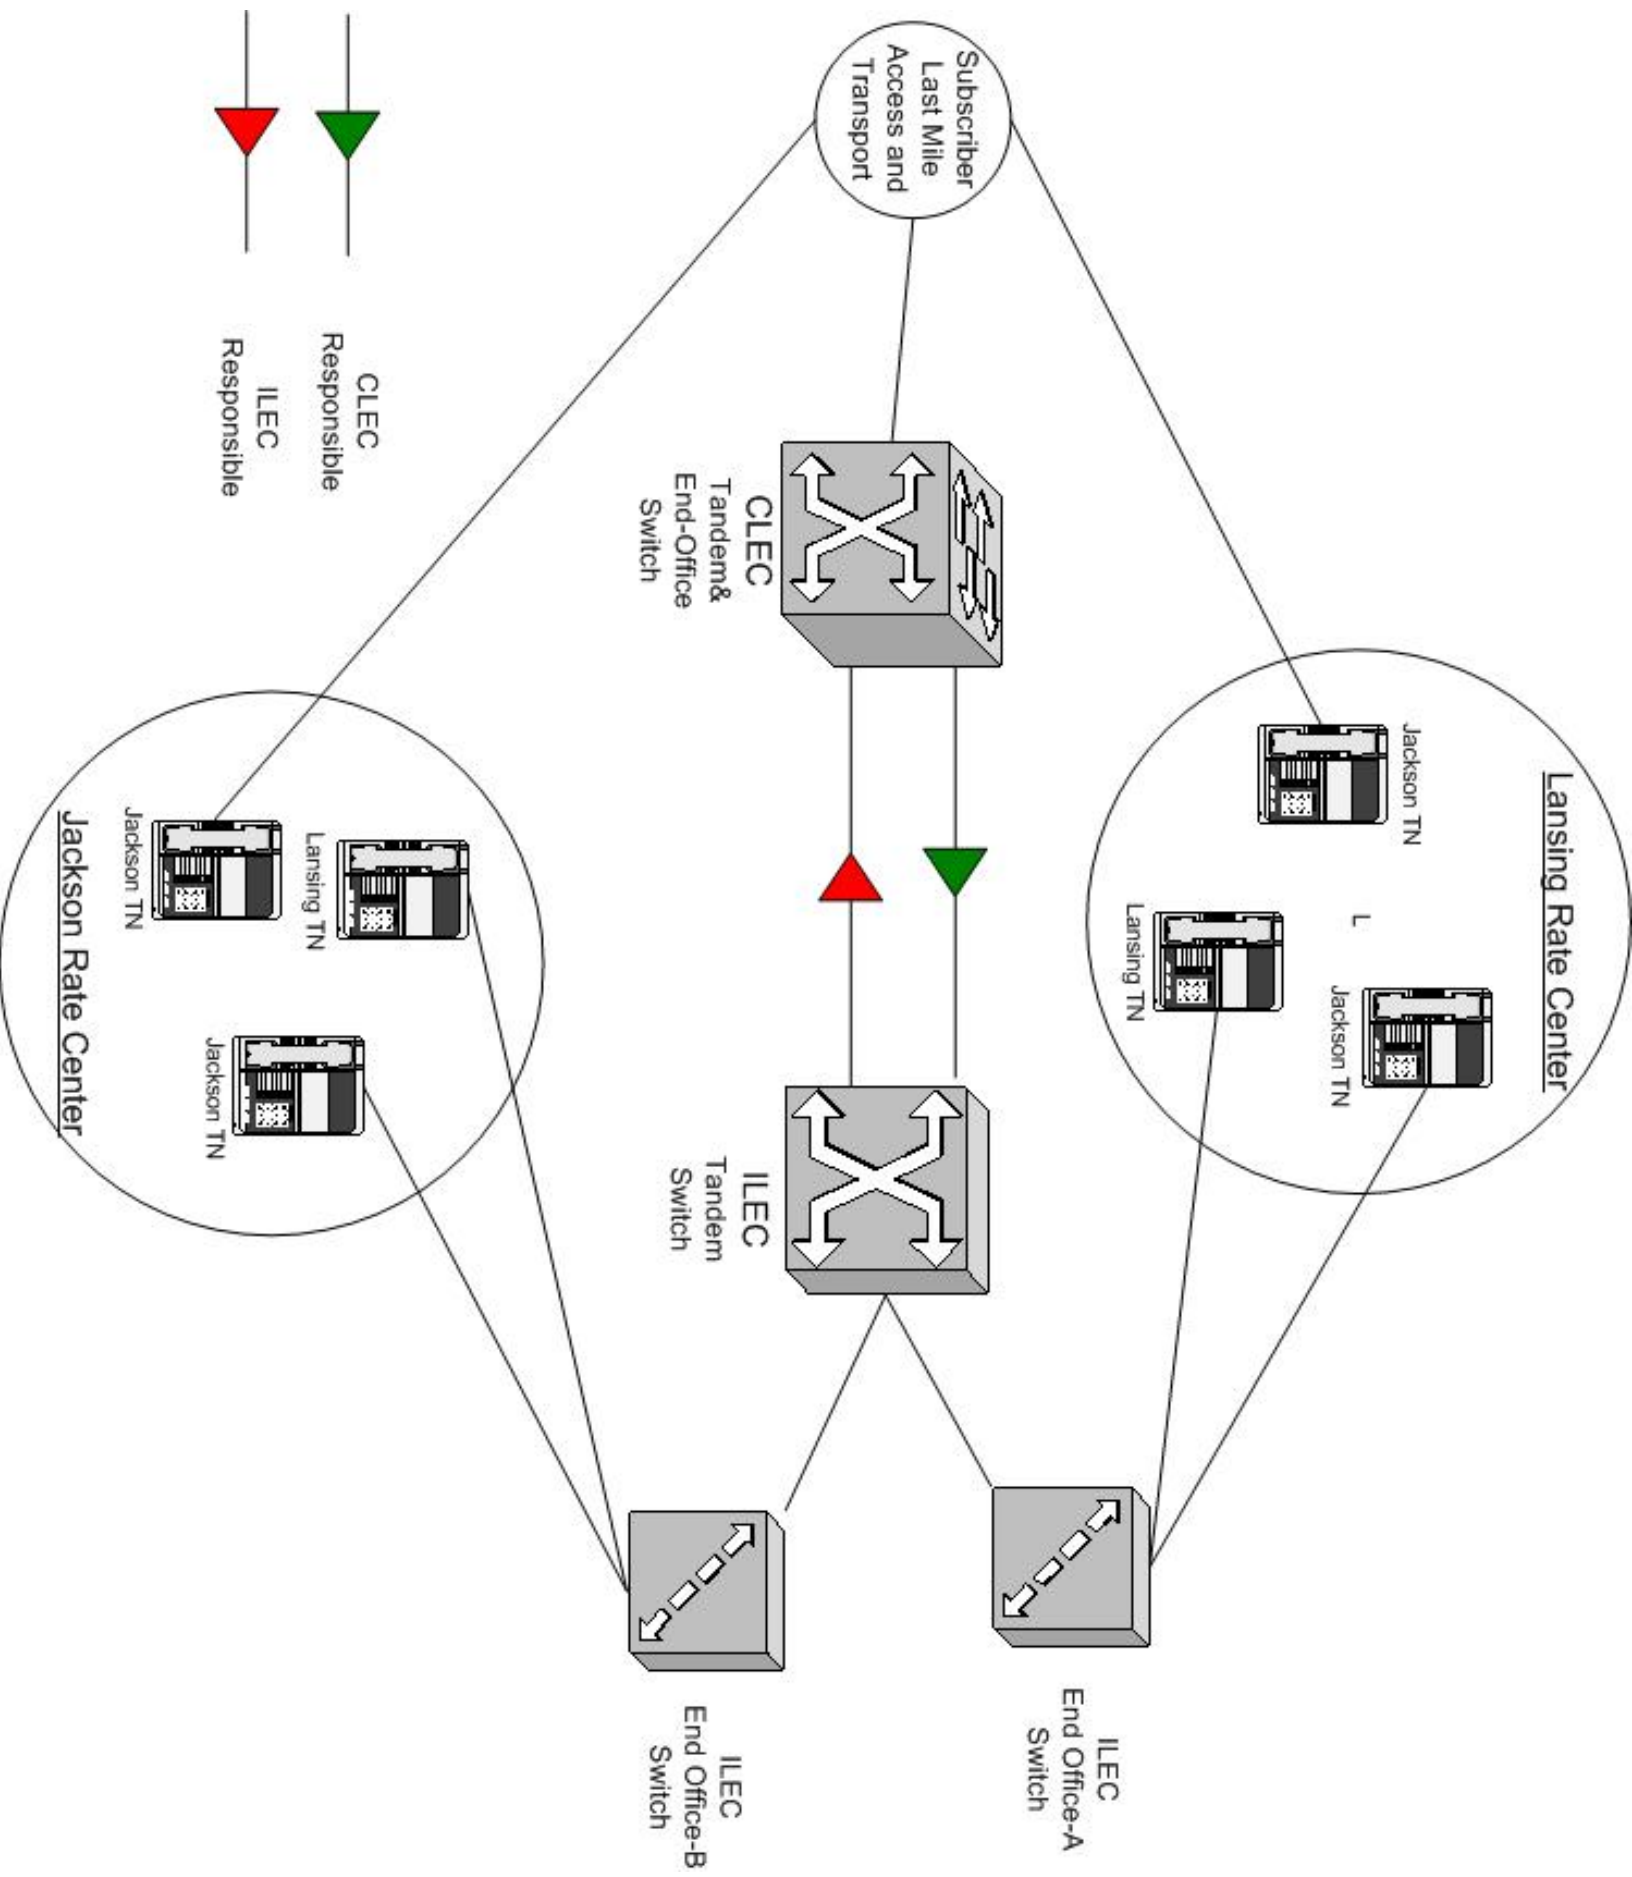 Lansing Rate Center
Jackson TN
L
Jackson TN
Lansing TN
Subscriber
Last Mile
Access and
Transport
CLEC
Tandem&
End-Office
Switch
ILEC
Tandem
Switch
ILEC
End Office-A
Switch
ILEC
End Office-B
Switch
Lansing TN
Jackson TN
Jackson TN
Jackson Rate Center
CLEC
Responsible
ILEC
Responsible